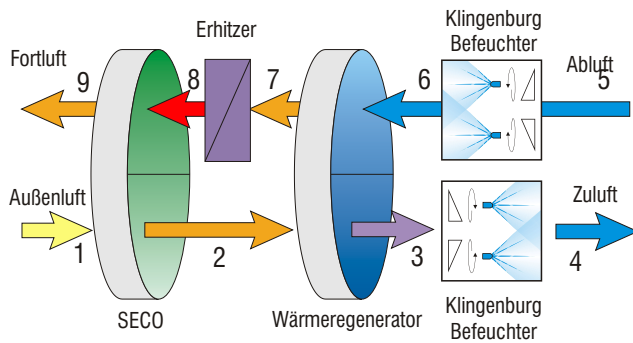 Klingenburg
Befeuchter
Erhitzer
Fortluft
Abluft
9
8
7
6
5
Außenluft
Zuluft
1
2
3
4
SECO
Wärmeregenerator
Klingenburg
Befeuchter